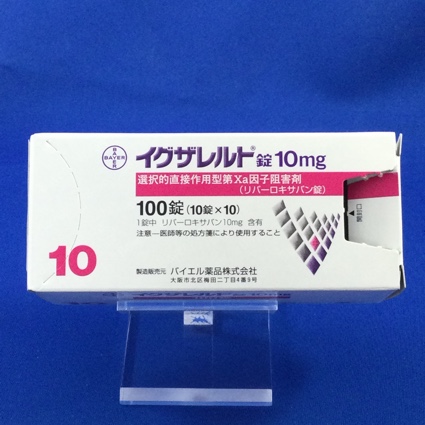 BAYER
BAYER
イグザレルト®錠10mg
選択的直接作用型第Xa因子阻害剤
(リバーロキサバン錠)
100錠(10錠×10)
1錠中 リバーロキサバン10mg 含有
注意―医師等の処方箋により使用すること
開封口
10
製造販売元 バイエル薬品株式会社
大阪市北区梅田二丁目4番9号